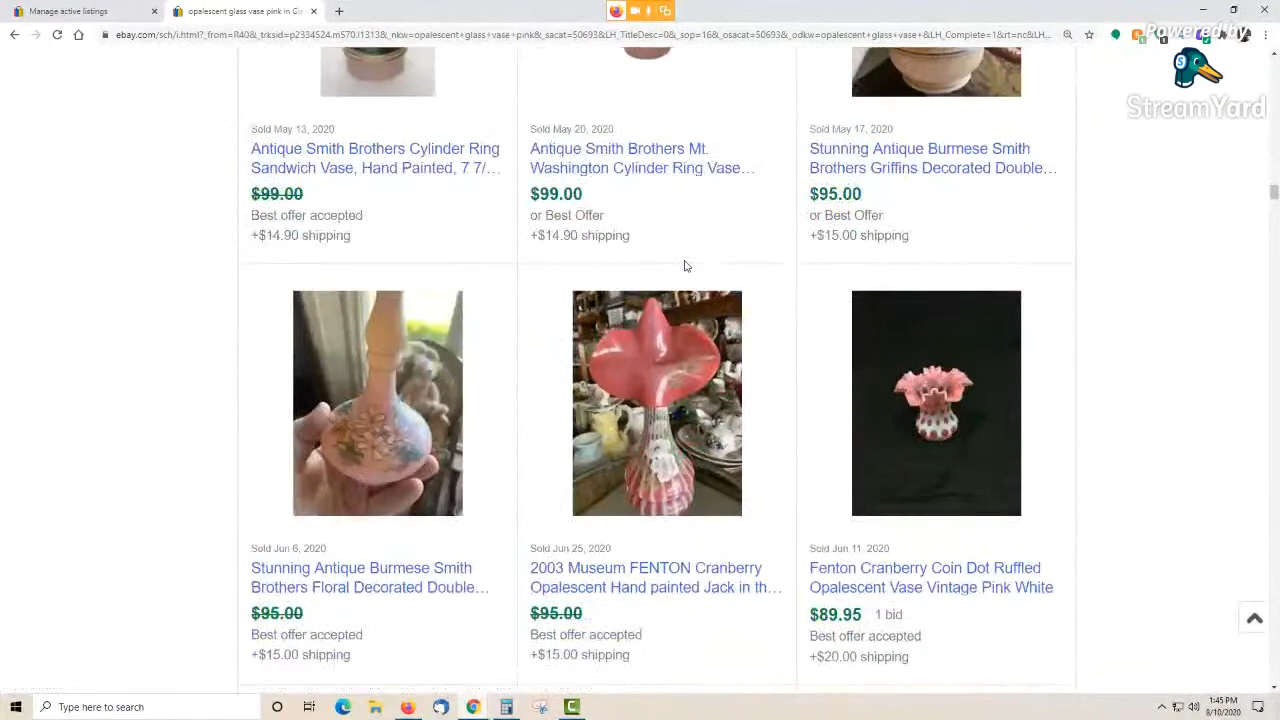 Manage active listings
opalescent glass vase pink in Gl
ebay.com/sch/i.html?_from=R40&_trksid=p2334524.m570.l1313&_nkw=opalescent+glass+vase+pink&_sacat=50693&LH_TitleDesc=0&_sop=16&_osacat=50693&_odkw=opalescent+glass+vase+&LH_Complete=1&rt=nc&LH...
Powered by
StreamYard
Sold May 13, 2020
Antique Smith Brothers Cylinder Ring
Sandwich Vase, Hand Painted, 7 7/...
$99.00
Best offer accepted
+$14.90 shipping
Sold May 20, 2020
Antique Smith Brothers Mt.
Washington Cylinder Ring Vase...
$99.00
or Best Offer
+$14.90 shipping
Sold May 17, 2020
Stunning Antique Burmese Smith
Brothers Griffins Decorated Double...
$95.00
or Best Offer
+$15.00 shipping
Sold Jun 6, 2020
Stunning Antique Burmese Smith
Brothers Floral Decorated Double...
$95.00
Best offer accepted
+$15.00 shipping
Sold Jun 25, 2020
2003 Museum FENTON Cranberry
Opalescent Hand painted Jack in th...
$95.00
Best offer accepted
+$15.00 shipping
Sold Jun 11, 2020
Fenton Cranberry Coin Dot Ruffled
Opalescent Vase Vintage Pink White
$89.95 1 bid
Best offer accepted
+$20.00 shipping
Type here to search
1:45 PM
8/10/2020